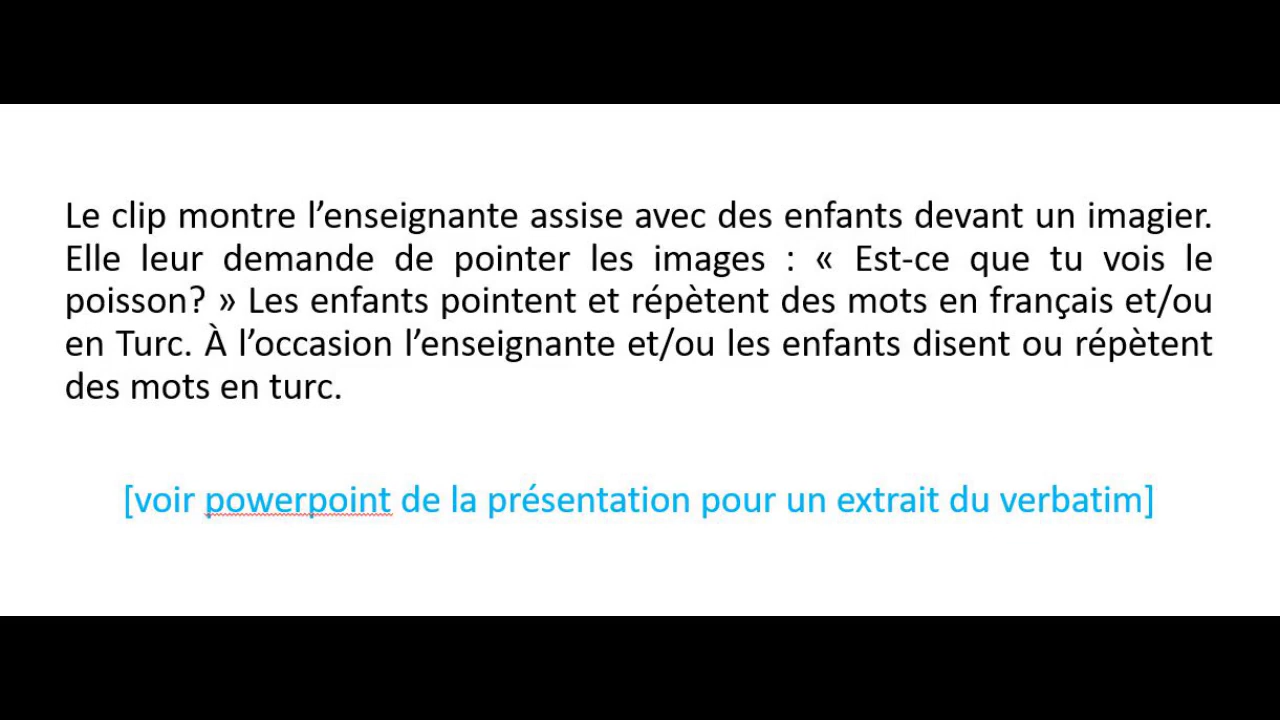 Le clip montre l’enseignante assise avec des enfants devant un imagier.
Elle leur demande de pointer les images : « Est-ce que tu vois le
poisson? » Les enfants pointent et répètent des mots en français et/ou
en Turc. À l’occasion l’enseignante et/ou les enfants disent ou répètent
des mots en turc.
[voir powerpoint de la présentation pour un extrait du verbatim]